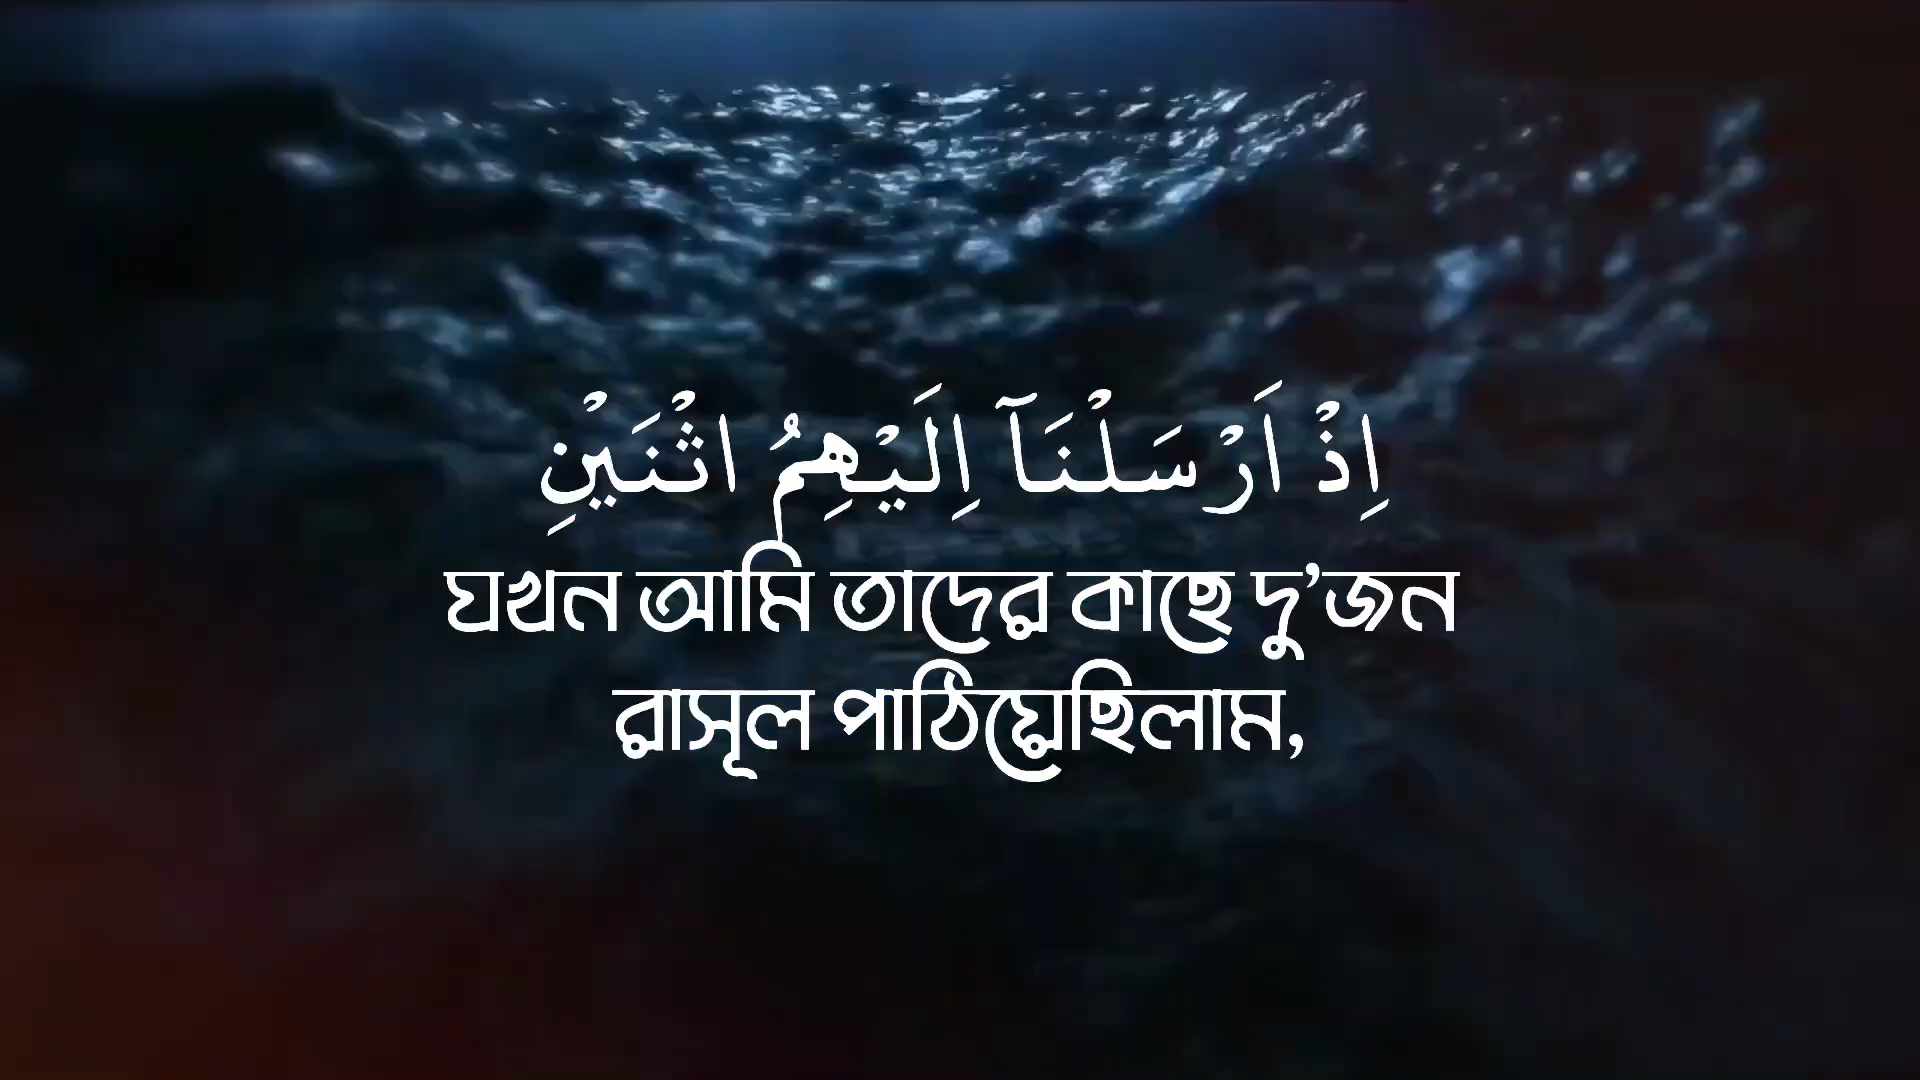 اِذْ اَرْسَلْنَاۤ اِلَيْهِمُ اثْنَيْنِ
যখন আমি তাদের কাছে দু’জন
রাসূল পাঠিয়েছিলাম,